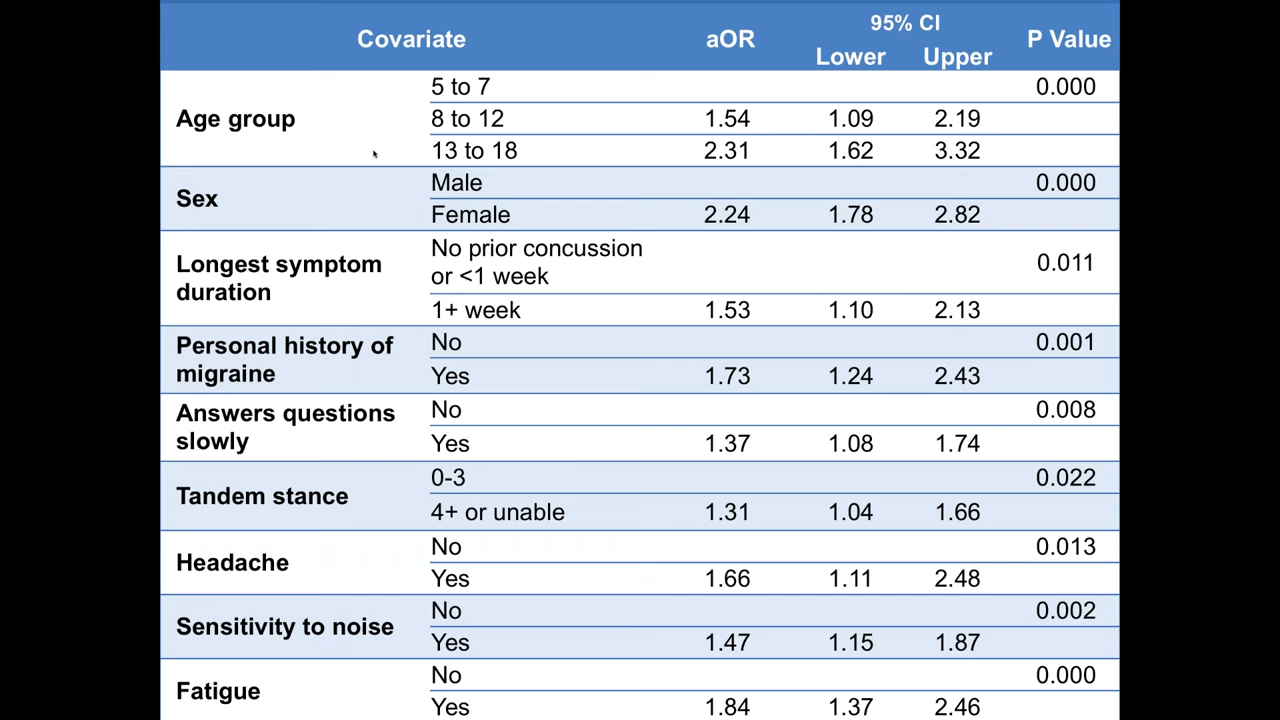 Covariate aOR 95% CI P Value
Lower Upper
Age group 5 to 7 0.000
8 to 12 1.54 1.09 2.19
13 to 18 2.31 1.62 3.32
Sex Male 0.000
Female 2.24 1.78 2.82
Longest symptom duration No prior concussion or <1 week 0.011
1+ week 1.53 1.10 2.13
Personal history of migraine No 0.001
Yes 1.73 1.24 2.43
Answers questions slowly No 0.008
Yes 1.37 1.08 1.74
Tandem stance 0-3 0.022
4+ or unable 1.31 1.04 1.66
Headache No 0.013
Yes 1.66 1.11 2.48
Sensitivity to noise No 0.002
Yes 1.47 1.15 1.87
Fatigue No 0.000
Yes 1.84 1.37 2.46